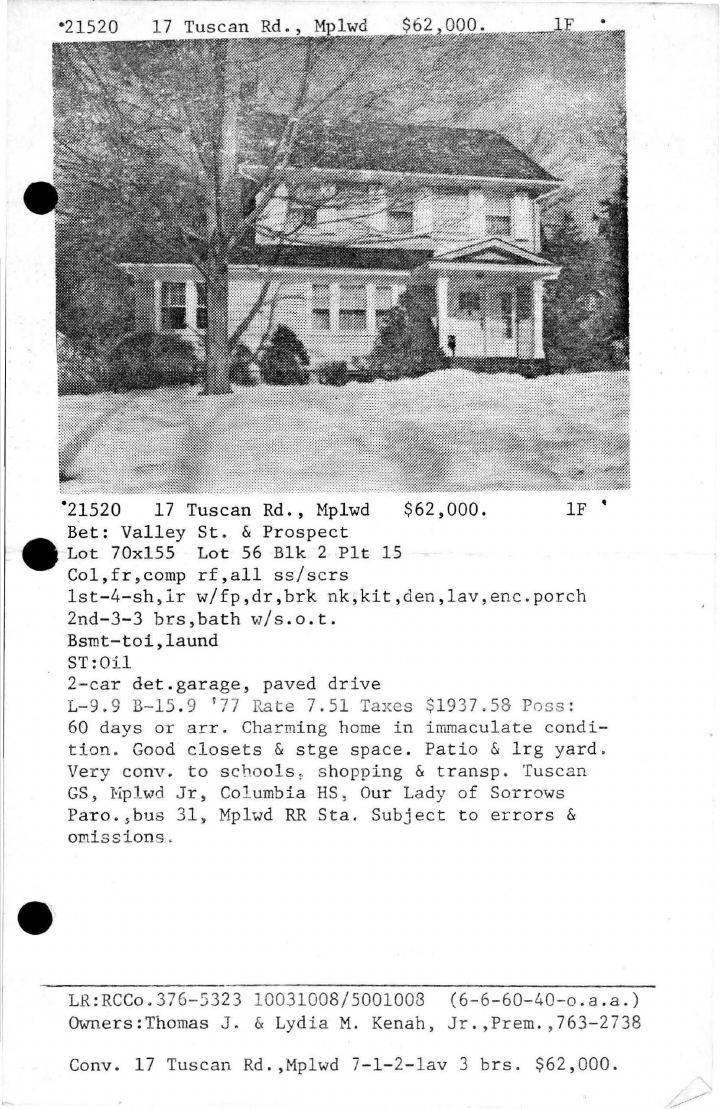 •21520 17 Tuscan Rd., Mplwd $62,000. 1F •
•21520 17 Tuscan Rd., Mplwd $62,000. 1F •
Bet: Valley St. & Prospect
Lot 70x155 Lot 56 Blk 2 Plt 15
Col,fr,comp rf,all ss/scrs
1st-4-sh,lr w/fp,dr,brk nk,kit,den,lav,enc.porch
2nd-3-3 brs,bath w/s.o.t.
Bsmt-toi,laund
ST:Oil
2-car det.garage, paved drive
L-9.9 B-15.9 '77 Rate 7.51 Taxes $1937.58 Poss:
60 days or arr. Charming home in immaculate condi-
tion. Good closets & stge space. Patio & lrg yard.
Very conv. to schools, shopping & transp. Tuscan
GS, Mplwd Jr, Columbia HS, Our Lady of Sorrows
Paro.,bus 31, Mplwd RR Sta. Subject to errors &
omissions.
LR:RCCo.376-5323 10031008/5001008 (6-6-60-40-o.a.a.)
Owners:Thomas J. & Lydia M. Kenah, Jr.,Prem.,763-2738
Conv. 17 Tuscan Rd.,Mplwd 7-1-2-lav 3 brs. $62,000.